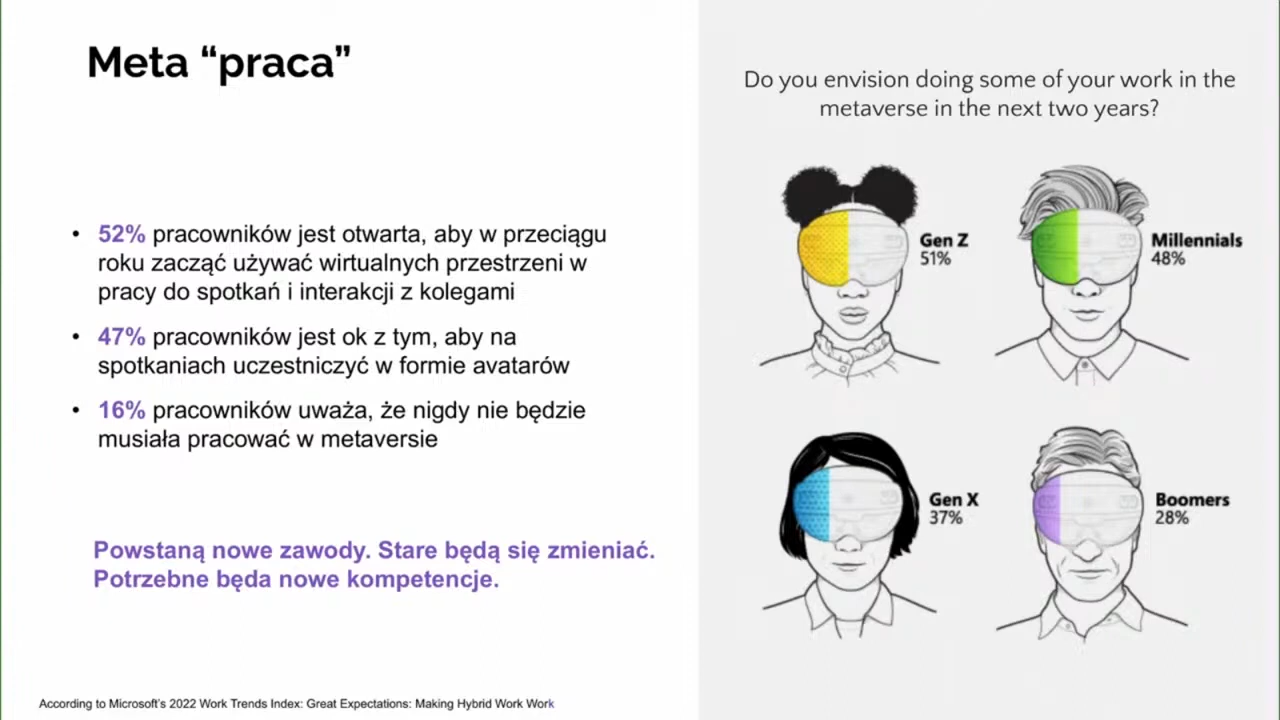 Meta “praca”
• 52% pracowników jest otwarta, aby w przeciągu
roku zacząć używać wirtualnych przestrzeni w
pracy do spotkań i interakcji z kolegami
• 47% pracowników jest ok z tym, aby na
spotkaniach uczestniczyć w formie avatarów
• 16% pracowników uważa, że nigdy nie będzie
musiała pracować w metaversie
Powstaną nowe zawody. Stare będą się zmieniać.
Potrzebne będa nowe kompetencje.
According to Microsoft's 2022 Work Trends Index: Great Expectations: Making Hybrid Work Work
Do you envision doing some of your work in the
metaverse in the next two years?
Gen Z
51%
Millennials
48%
Gen X
37%
Boomers
28%